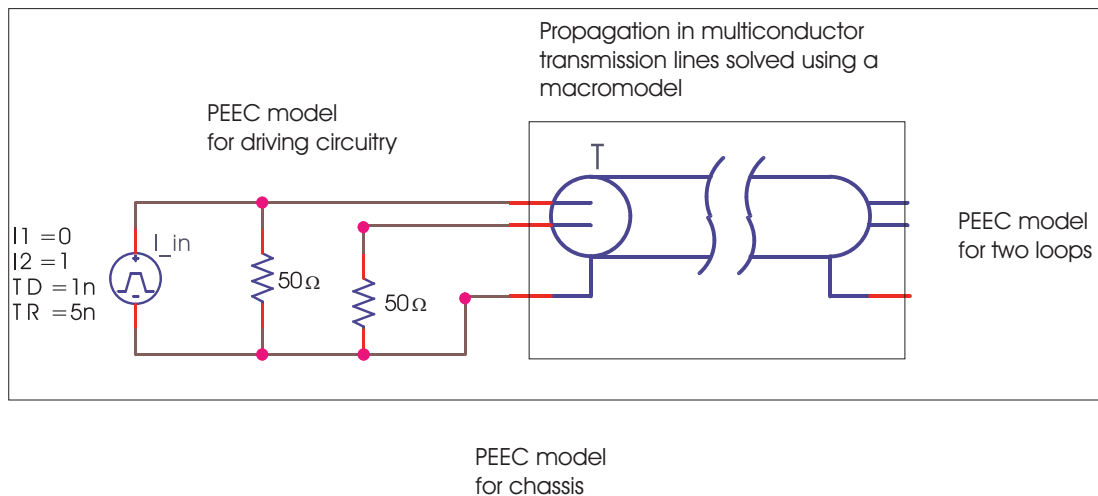 Propagation in multiconductor
transmission lines solved using a
macromodel
PEEC model
for driving circuitry
T
I1 =0
I2 =1
TD =1n
TR =5n
I_in
50Ω
50Ω
PEEC model
for two loops
PEEC model
for chassis